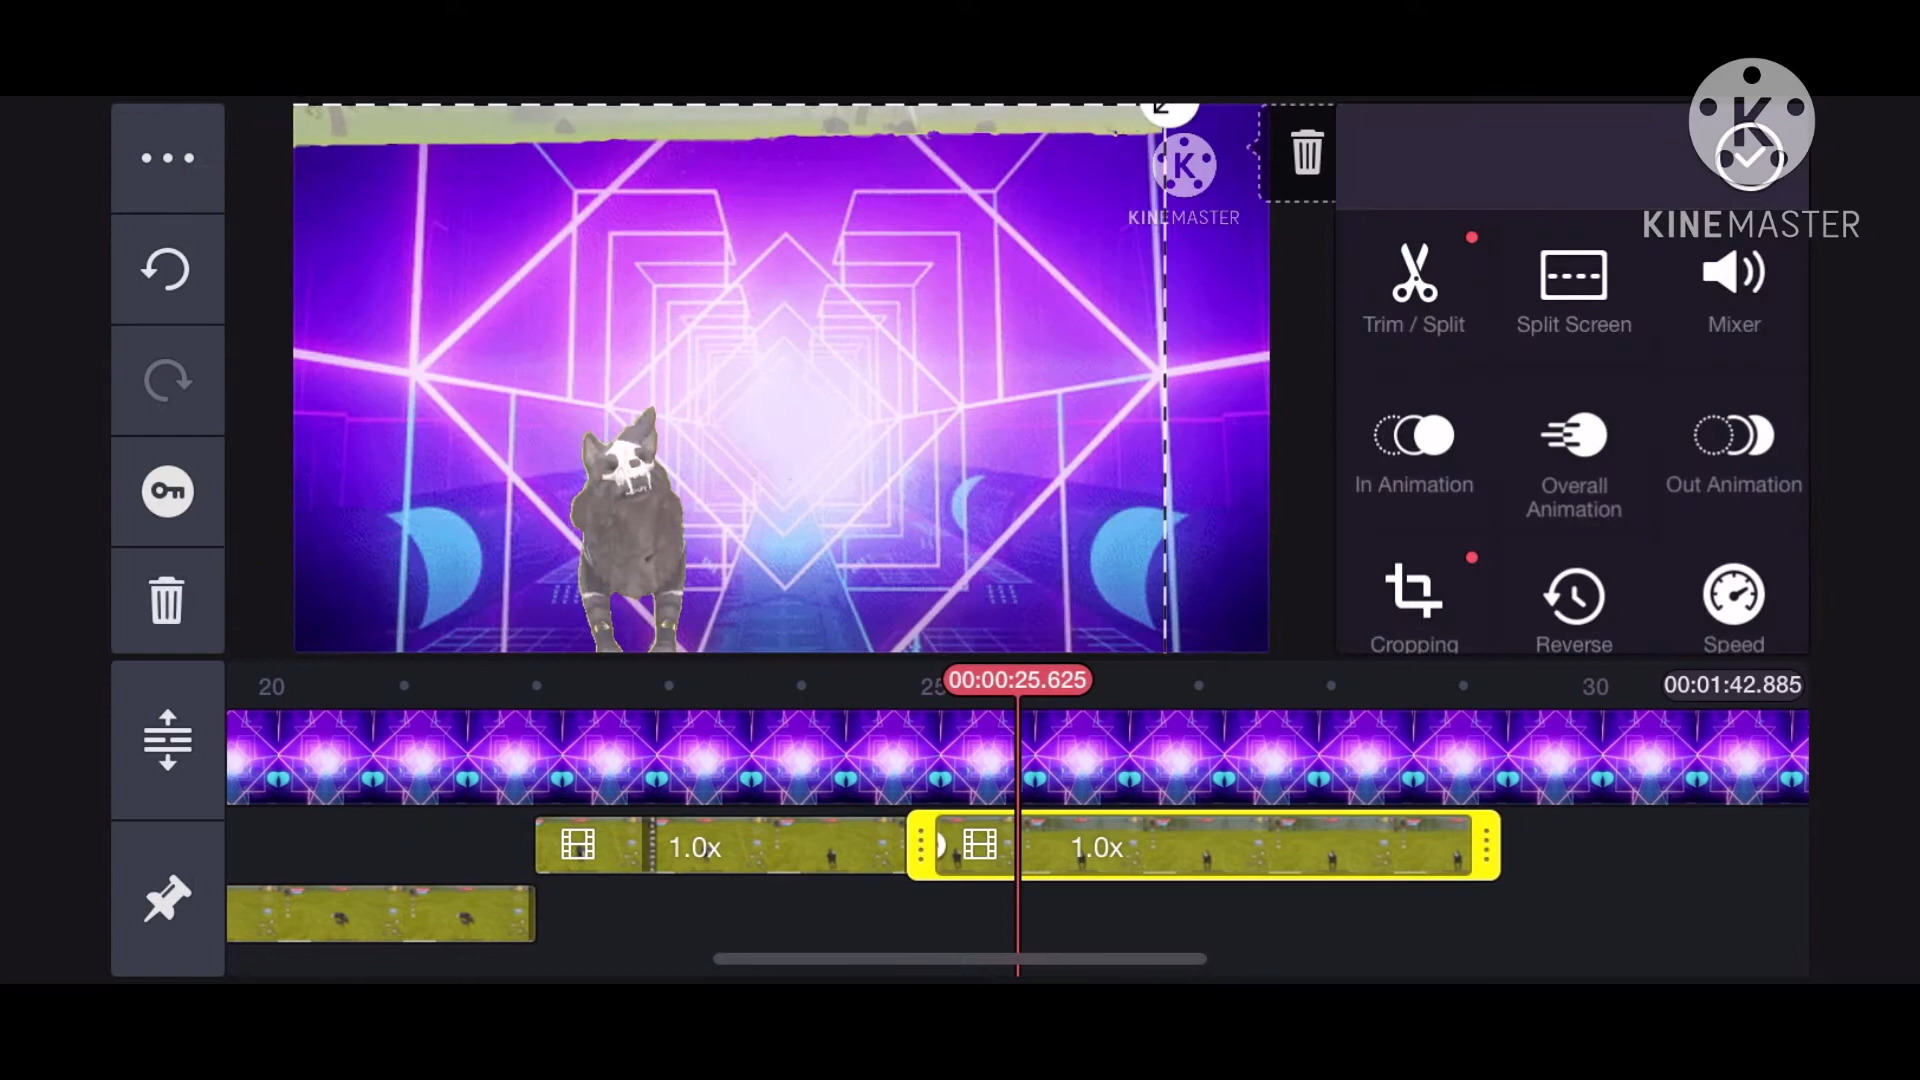 K
KINEMASTER
K
KINEMASTER
Trim / Split
Split Screen
Mixer
In Animation
Overall
Animation
Out Animation
Cropping
Reverse
Speed
20
25
00:00:25.625
30
00:01:42.885
1.0x
1.0x